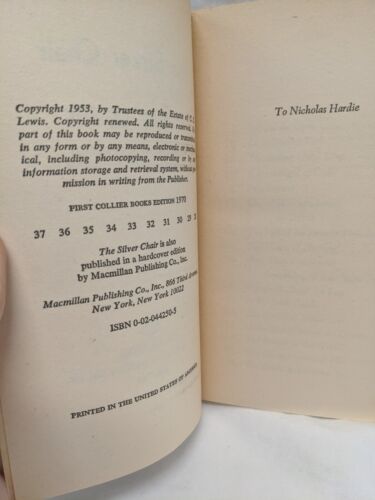 Copyright 1953, by Trustees of the Estate of C.
Lewis. Copyright renewed. All rights reserved.
part of this book may be reproduced or
in any form or by any means, electronic or
ical, including photocopying, recording or by
information storage and retrieval system, without
mission in writing from the Publisher.
FIRST COLLIER BOOKS EDITION 1970
37 36 35 34 33 32 31 30 29
The Silver Chair is also
published in a hardcover edition
by Macmillan Publishing Co., Inc.
Macmillan Publishing Co., Inc., 866 Third Avenue
New York, New York 10022
ISBN 0-02-044250-5
PRINTED IN THE UNITED STATES OF AMERICA
To Nicholas Hardie